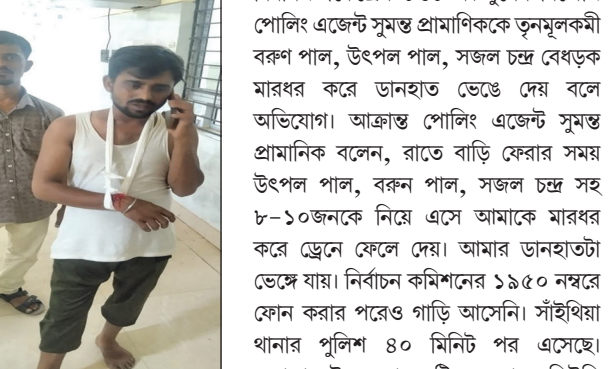 পোলিং এজেন্ট সুমন্ত প্রামাণিককে তৃনমূলকর্মী
বরুণ পাল, উৎপল পাল, সজল চন্দ্র বেধড়ক
মারধর করে ডানহাত ভেঙে দেয় বলে
অভিযোগ। আক্রান্ত পোলিং এজেন্ট সুমন্ত
প্রামানিক বলেন, রাতে বাড়ি ফেরার সময়
উৎপল পাল, বরুন পাল, সজল চন্দ্র সহ
৮-১০জনকে নিয়ে এসে আমাকে মারধর
করে ড্রেনে ফেলে দেয়। আমার ডানহাতটা
ভেঙ্গে যায়। নির্বাচন কমিশনের ১৯৫০ নম্বরে
ফোন করার পরেও গাড়ি আসেনি। সাঁইথিয়া
থানার পুলিশ ৪০ মিনিট পর এসেছে।